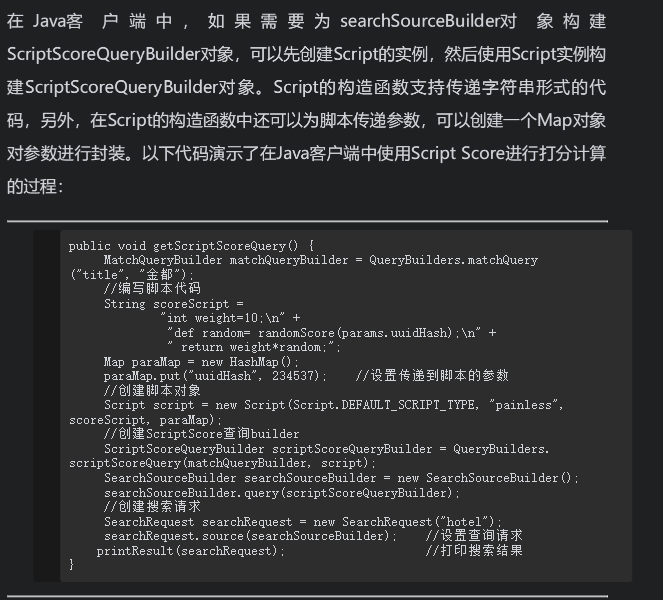 在Java客 户端中，如果需要为searchSourceBuilder对 象构建
ScriptScoreQueryBuilder对象，可以先创建Script的实例，然后使用Script实例构
建ScriptScoreQueryBuilder对象。Script的构造函数支持传递字符串形式的代
码，另外，在Script的构造函数中还可以为脚本传递参数，可以创建一个Map对象
对参数进行封装。以下代码演示了在Java客户端中使用Script Score进行打分计算
的过程：
public void getScriptScoreQuery() {
MatchQueryBuilder matchQueryBuilder = QueryBuilders.matchQuery
("title", "金都");
//编写脚本代码
String scoreScript =
"int weight=10;\n" +
"def random= randomScore(params.uuidHash);\n" +
" return weight*random;";
Map paraMap = new HashMap();
paraMap.put("uuidHash", 234537);    //设置传递到脚本的参数
//创建脚本对象
Script script = new Script(Script.DEFAULT_SCRIPT_TYPE, "painless",
scoreScript, paraMap);
//创建ScriptScore查询builder
ScriptScoreQueryBuilder scriptScoreQueryBuilder = QueryBuilders.
scriptScoreQuery(matchQueryBuilder, script);
SearchSourceBuilder searchSourceBuilder = new SearchSourceBuilder();
searchSourceBuilder.query(scriptScoreQueryBuilder);
//创建搜索请求
SearchRequest searchRequest = new SearchRequest("hotel");
searchRequest.source(searchSourceBuilder);    //设置查询请求
printResult(searchRequest);    //打印搜索结果
}